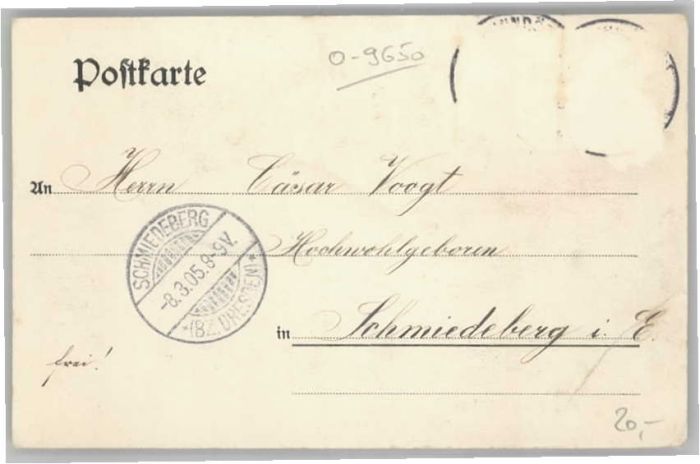 Postkarte
O-9650
An Herrn Cäsar Voogt
Hochwohlgeboren
in Schmiedeberg i. E.
SCHMIEDEBERG
-8.3.05.8-9V.
*(BZ. DRESDEN)*
frei!
20,-